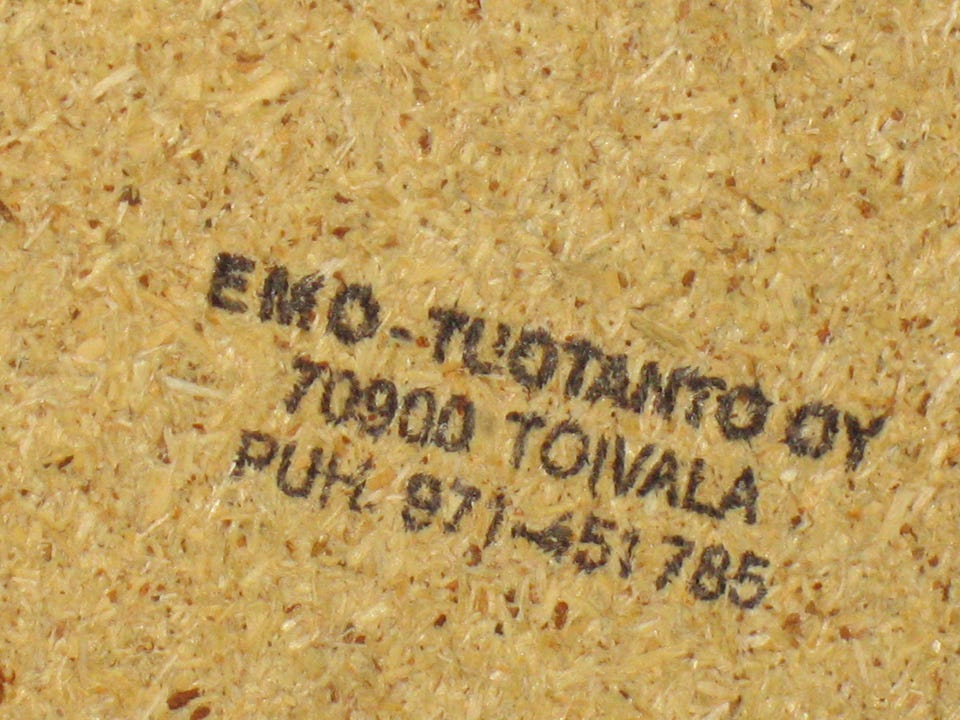 EMO-TUOTANTO OY
70900 TOIVALA
PUH. 971-451 785